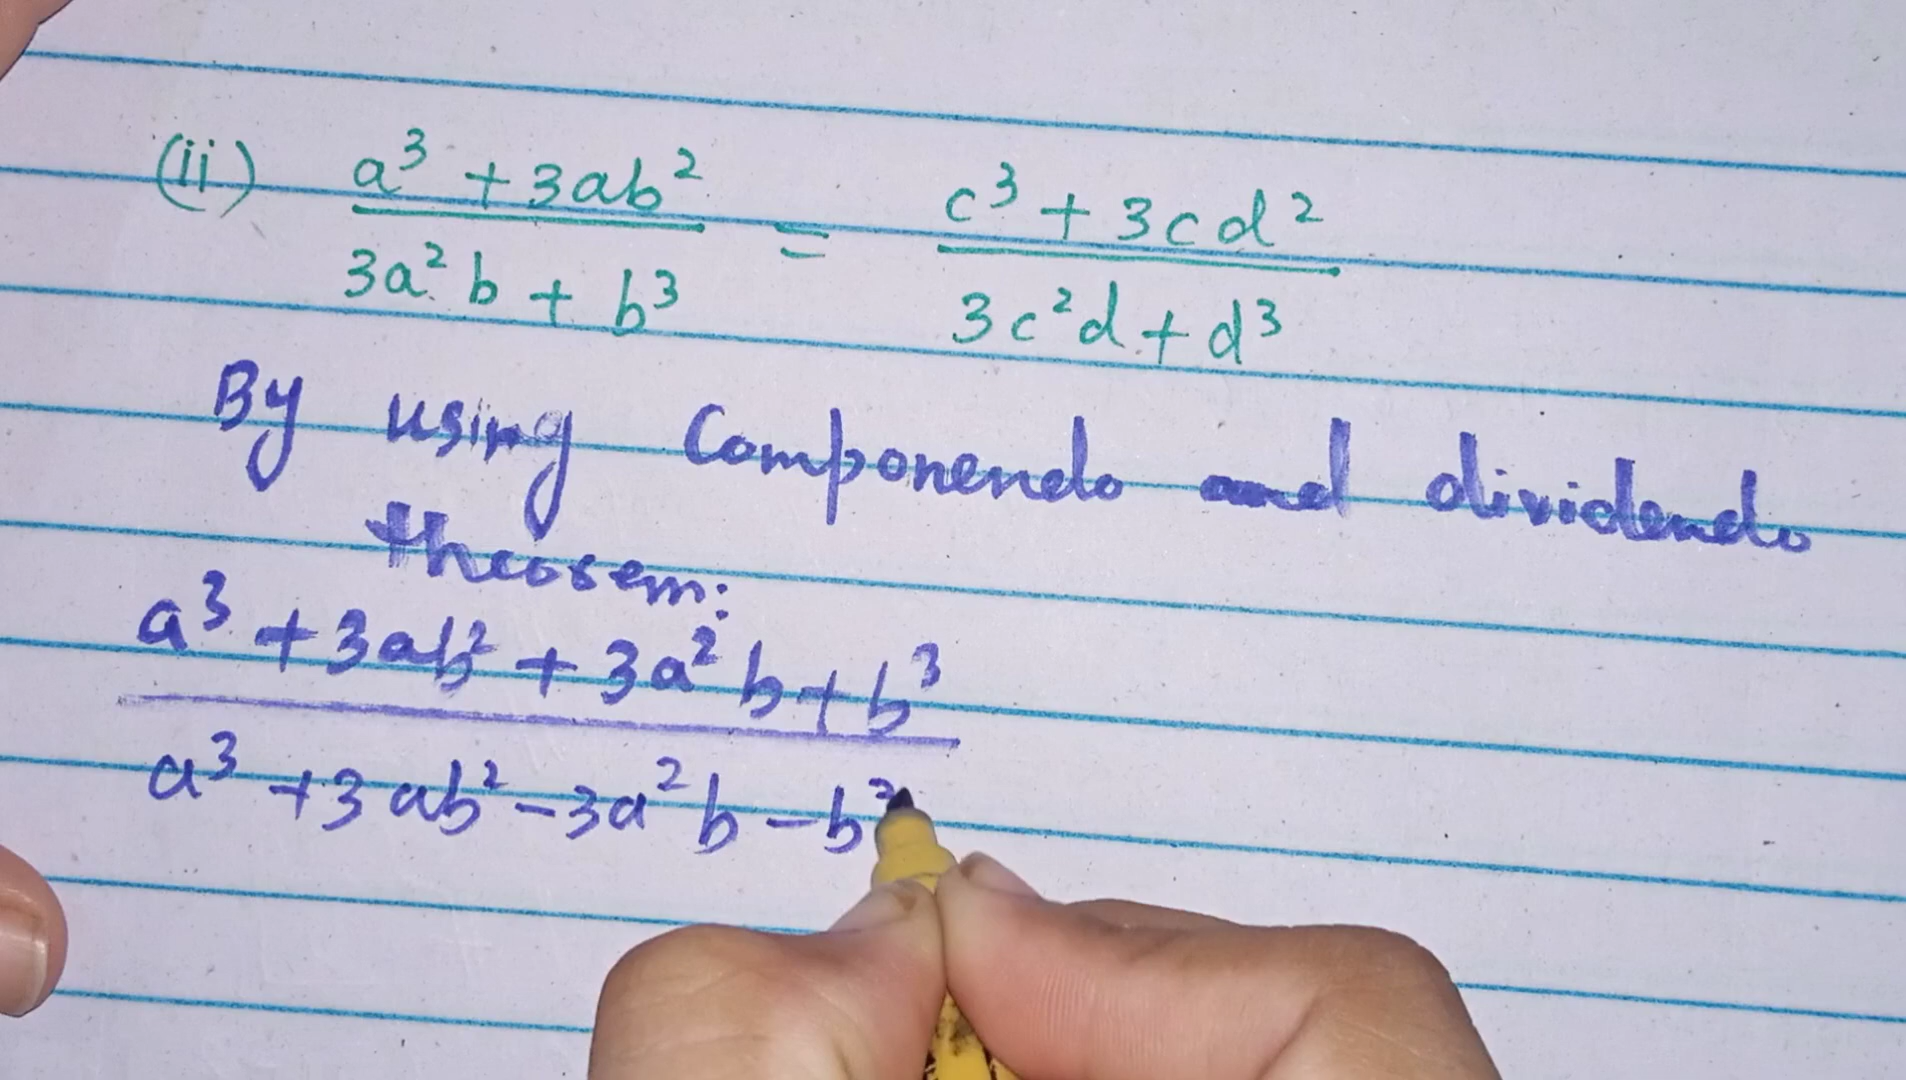 (ii) a³ + 3ab² / 3a²b + b³ = c³ + 3cd² / 3c²d + d³
By using Componendo and dividendo
theorem:
a³ + 3ab² + 3a²b + b³
a³ + 3ab² - 3a²b - b³